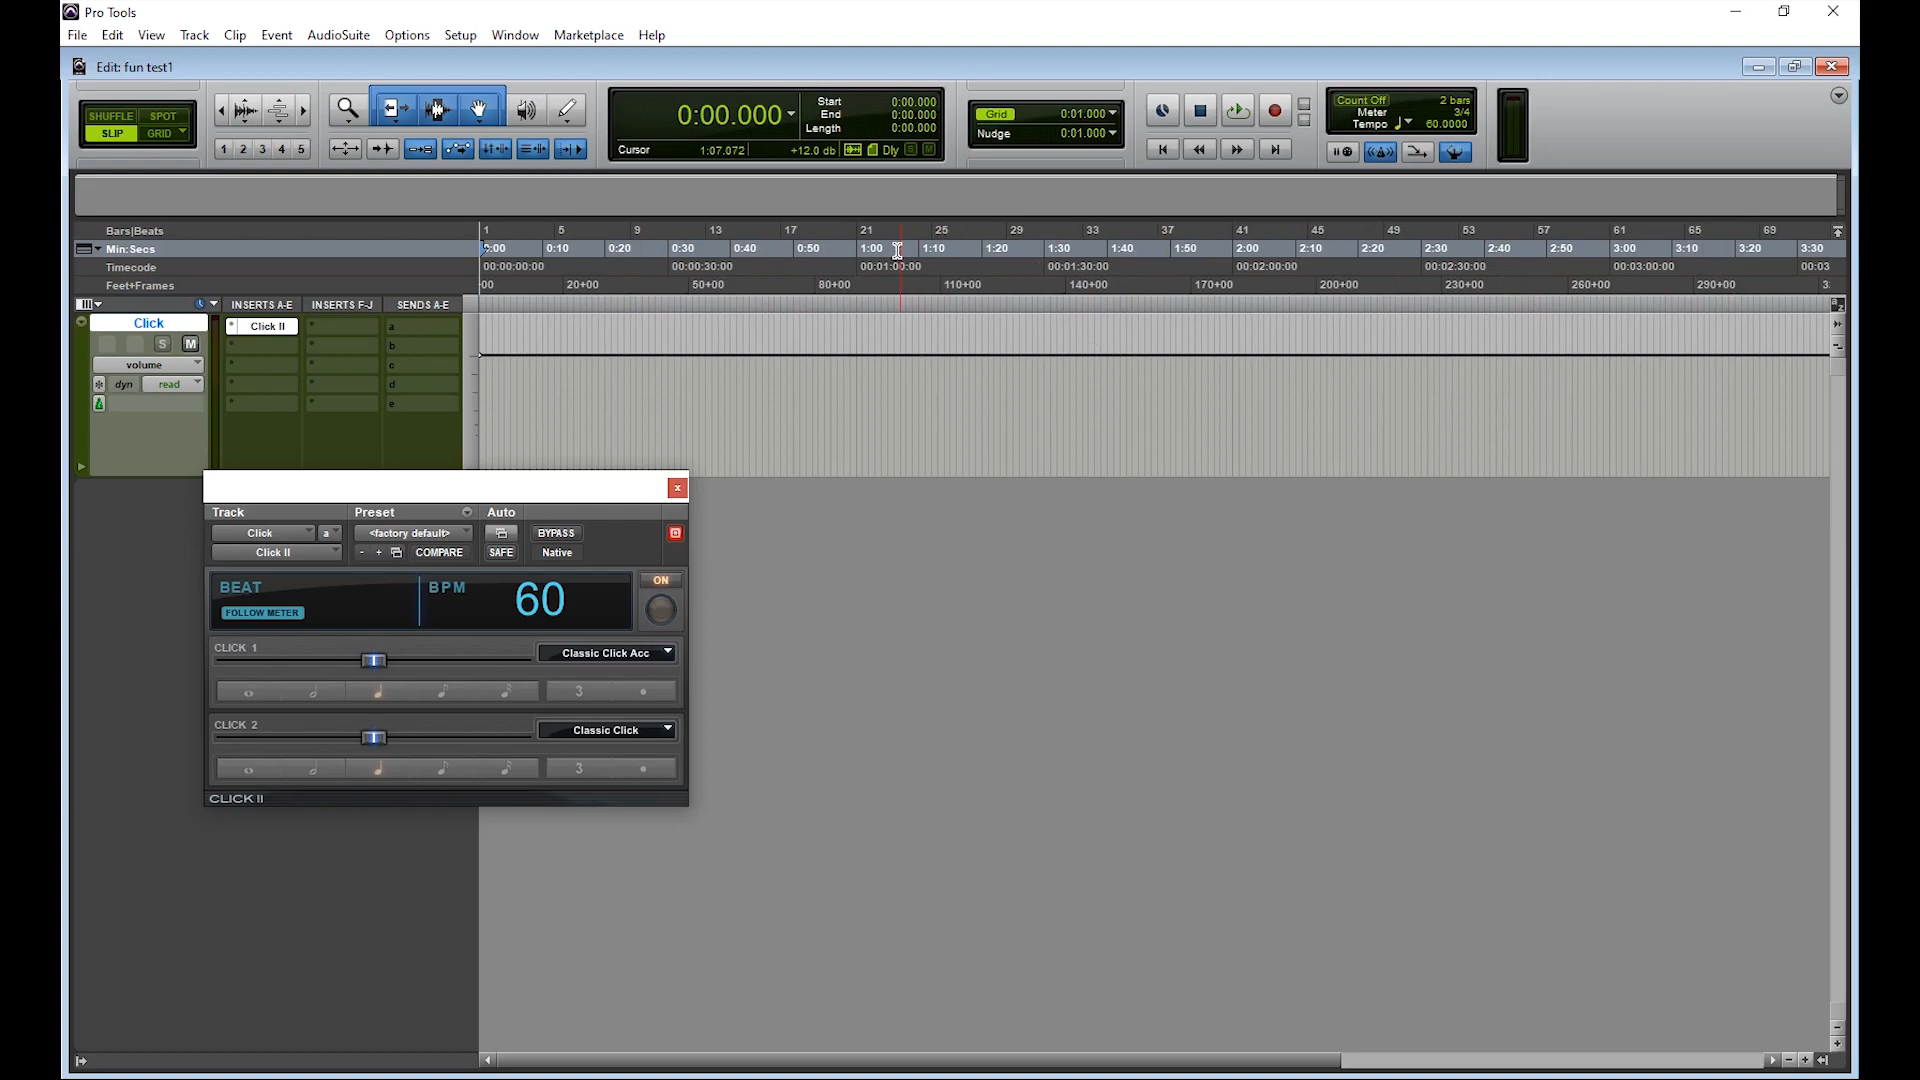 Pro Tools
File Edit View Track Clip Event AudioSuite Options Setup Window Marketplace Help
Edit: fun test1
SHUFFLE SPOT
SLIP GRID
1 2 3 4 5
0:00.000
Start 0:00.000
End 0:00.000
Length 0:00.000
Cursor 1:07.072 +12.0 db Dly S M
Grid 0:01.000
Nudge 0:01.000
Count Off 2 bars
Meter 3/4
Tempo 60.0000
Bars|Beats 1 5 9 13 17 21 25 29 33 37 41 45 49 53 57 61 65 69
Min:Secs 0:00 0:10 0:20 0:30 0:40 0:50 1:00 1:10 1:20 1:30 1:40 1:50 2:00 2:10 2:20 2:30 2:40 2:50 3:00 3:10 3:20 3:30
Timecode 00:00:00:00 00:00:30:00 00:01:00:00 00:01:30:00 00:02:00:00 00:02:30:00 00:03:00:00 00:03
Feet+Frames 00 20+00 50+00 80+00 110+00 140+00 170+00 200+00 230+00 260+00 290+00 3
INSERTS A-E INSERTS F-J SENDS A-E
Click
Click II
a
S M
b
volume
c
dyn read
d
e
x
Track Preset Auto
Click a <factory default> BYPASS
Click II - + COMPARE SAFE Native
BEAT BPM 60 ON
FOLLOW METER
CLICK 1
Classic Click Acc
3
CLICK 2
Classic Click
3
CLICK II